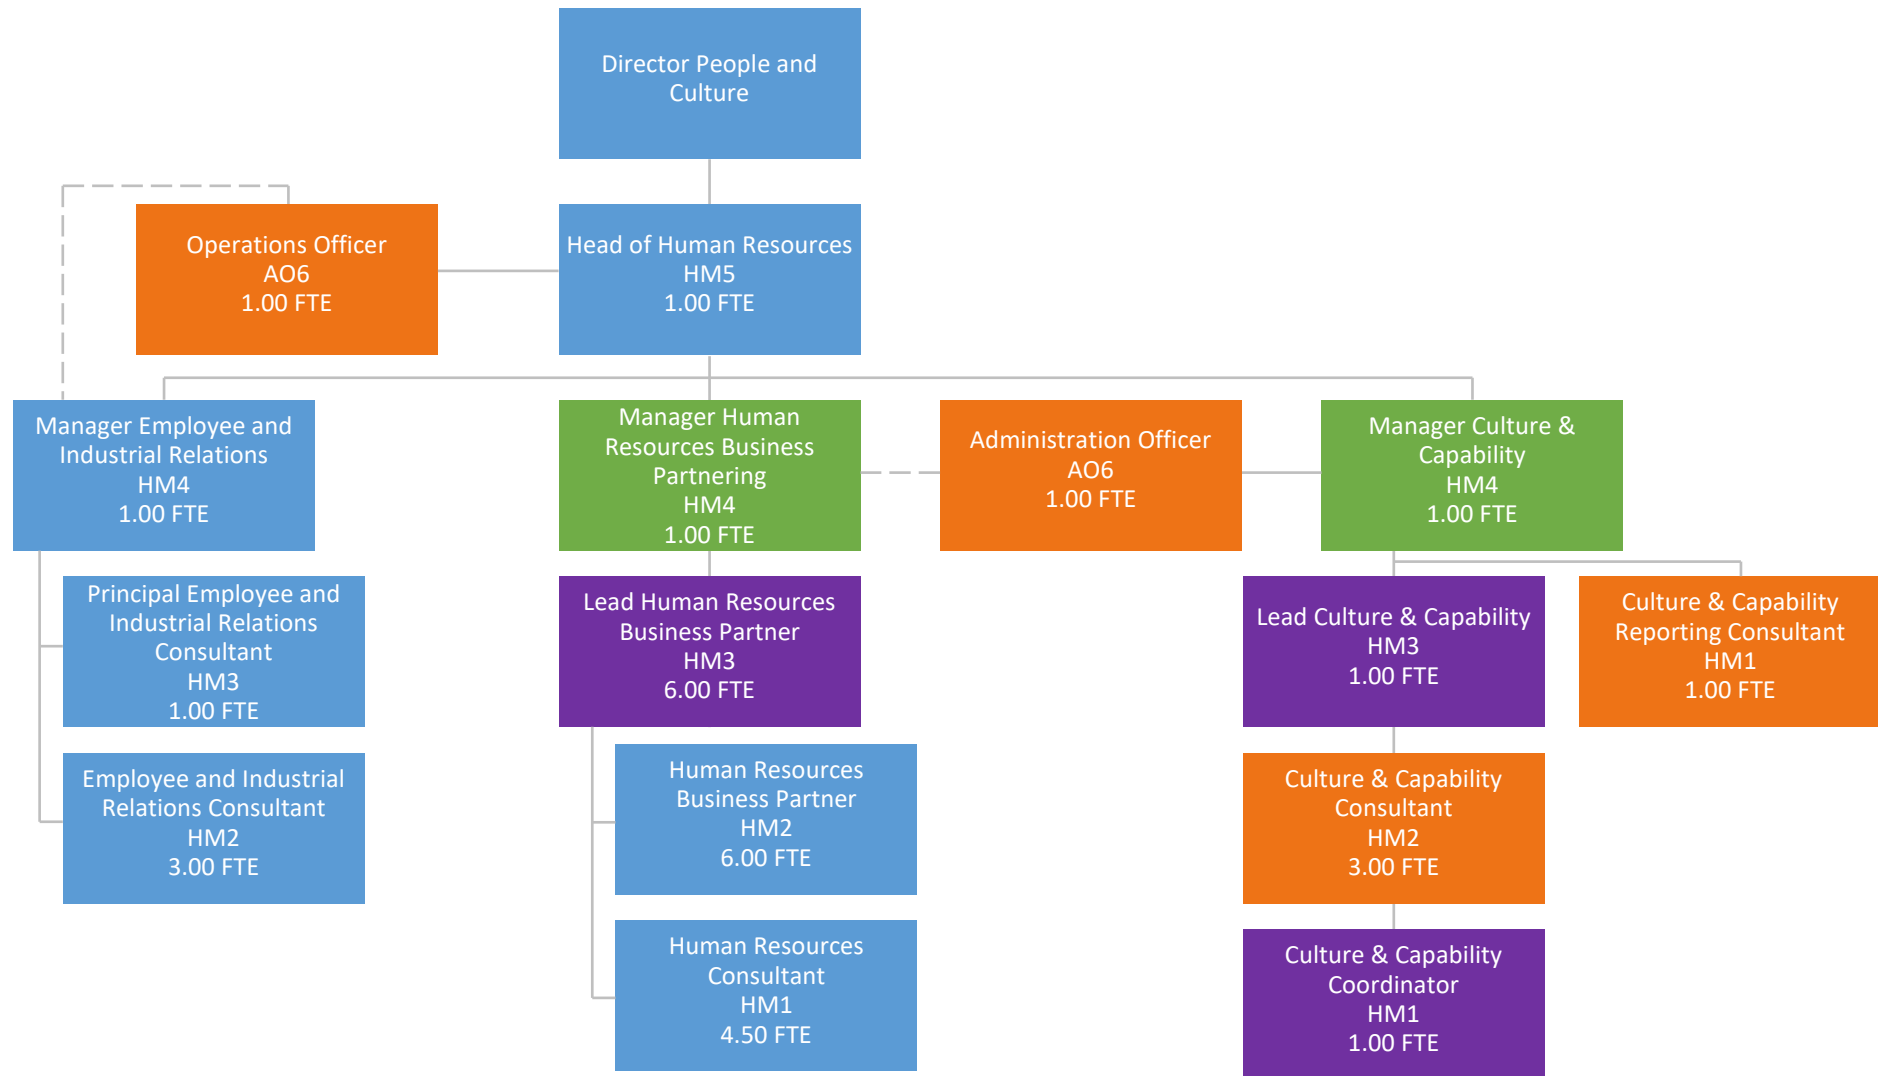 Director People and
Culture
Operations Officer
AO6
1.00 FTE
Head of Human Resources
HM5
1.00 FTE
Manager Employee and
Industrial Relations
HM4
1.00 FTE
Manager Human
Resources Business
Partnering
HM4
1.00 FTE
Administration Officer
AO6
1.00 FTE
Manager Culture &
Capability
HM4
1.00 FTE
Principal Employee and
Industrial Relations
Consultant
HM3
1.00 FTE
Lead Human Resources
Business Partner
HM3
6.00 FTE
Lead Culture & Capability
HM3
1.00 FTE
Culture & Capability
Reporting Consultant
HM1
1.00 FTE
Employee and Industrial
Relations Consultant
HM2
3.00 FTE
Human Resources
Business Partner
HM2
6.00 FTE
Culture & Capability
Consultant
HM2
3.00 FTE
Human Resources
Consultant
HM1
4.50 FTE
Culture & Capability
Coordinator
HM1
1.00 FTE